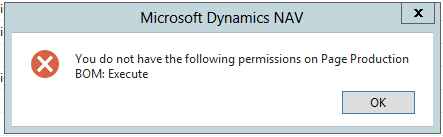 Microsoft Dynamics NAV
x
You do not have the following permissions on Page Production
BOM: Execute
OK